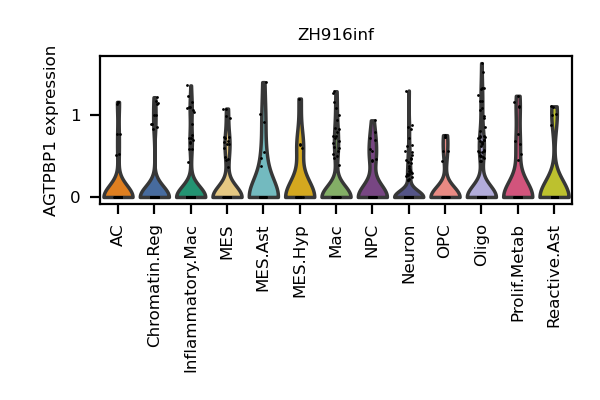 ZH916inf
AGTPBP1 expression
1
0
AC
Chromatin.Reg
Inflammatory.Mac
MES
MES.Ast
MES.Hyp
Mac
NPC
Neuron
OPC
Oligo
Prolif.Metab
Reactive.Ast